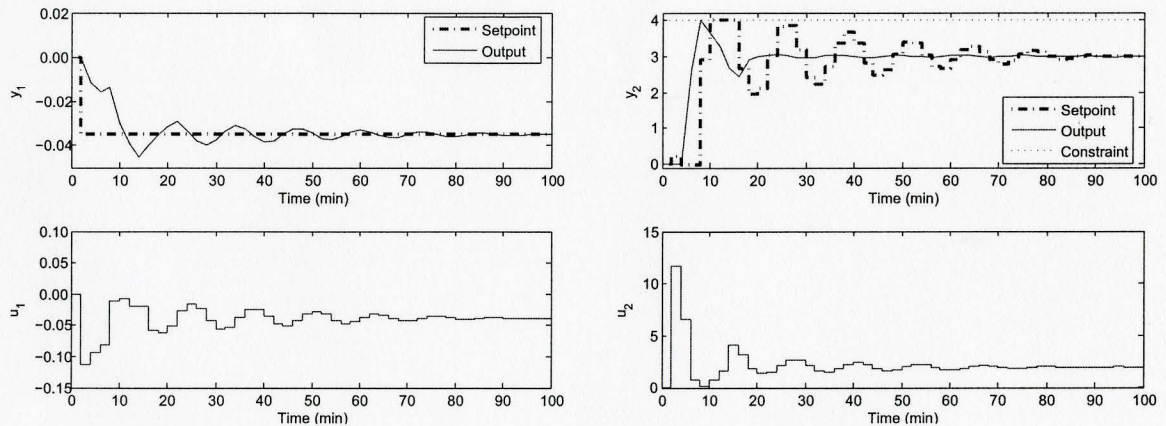 0.02
0.00
−0.02
−0.04
y1
0 10 20 30 40 50 60 70 80 90 100
Time (min)
Setpoint
Output
4
3
2
1
0
y2
0 10 20 30 40 50 60 70 80 90 100
Time (min)
Setpoint
Output
Constraint
0.10
0.05
0.00
−0.05
−0.10
−0.15
u1
0 10 20 30 40 50 60 70 80 90 100
Time (min)
15
10
5
0
u2
0 10 20 30 40 50 60 70 80 90 100
Time (min)